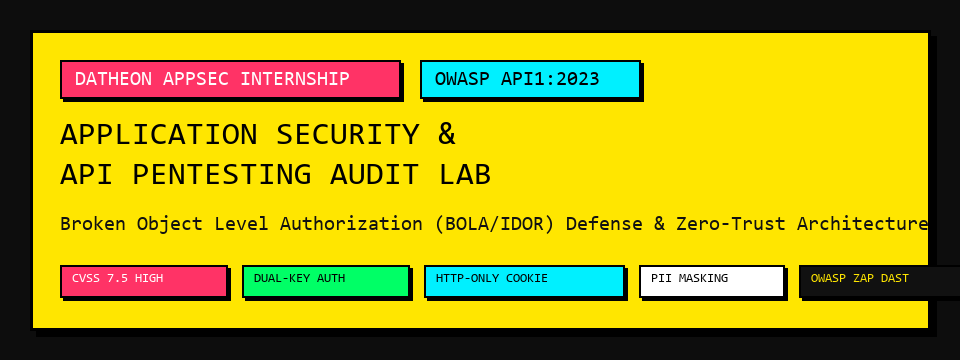 DATHEON APPSEC INTERNSHIP
OWASP API1:2023
APPLICATION SECURITY &
API PENTESTING AUDIT LAB
Broken Object Level Authorization (BOLA/IDOR) Defense & Zero-Trust Architecture
CVSS 7.5 HIGH
DUAL-KEY AUTH
HTTP-ONLY COOKIE
PII MASKING
OWASP ZAP DAST